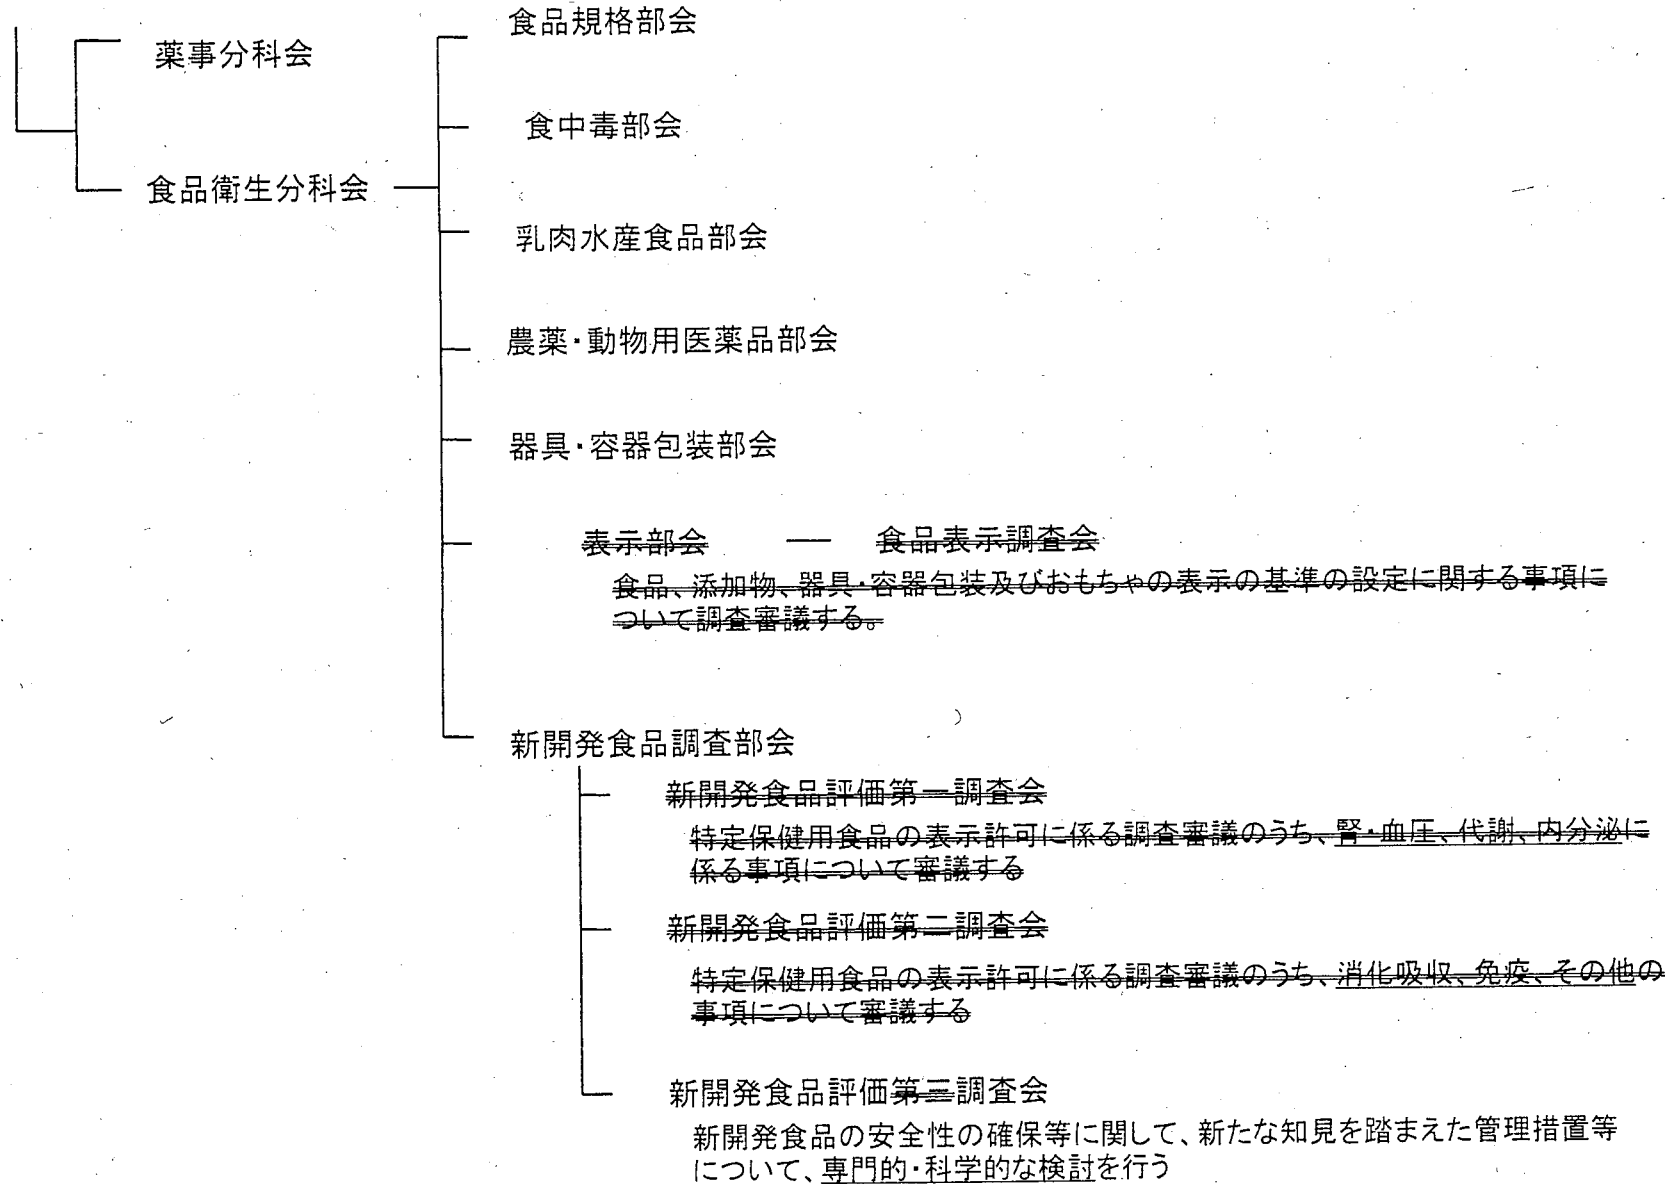 薬事分科会
食品衛生分科会
食品規格部会
食中毒部会
乳肉水産食品部会
農薬・動物用医薬品部会
器具・容器包装部会
表示部会 ― 食品表示調査会
食品、添加物、器具・容器包装及びおもちゃの表示の基準の設定に関する事項に
ついて調査審議する。
新開発食品調査部会
新開発食品評価第一調査会
特定保健用食品の表示許可に係る調査審議のうち、腎・血圧、代謝、内分泌に
係る事項について審議する
新開発食品評価第二調査会
特定保健用食品の表示許可に係る調査審議のうち、消化吸収、免疫、その他の
事項について審議する
新開発食品評価第三調査会
新開発食品の安全性の確保等に関して、新たな知見を踏まえた管理措置等
について、専門的・科学的な検討を行う